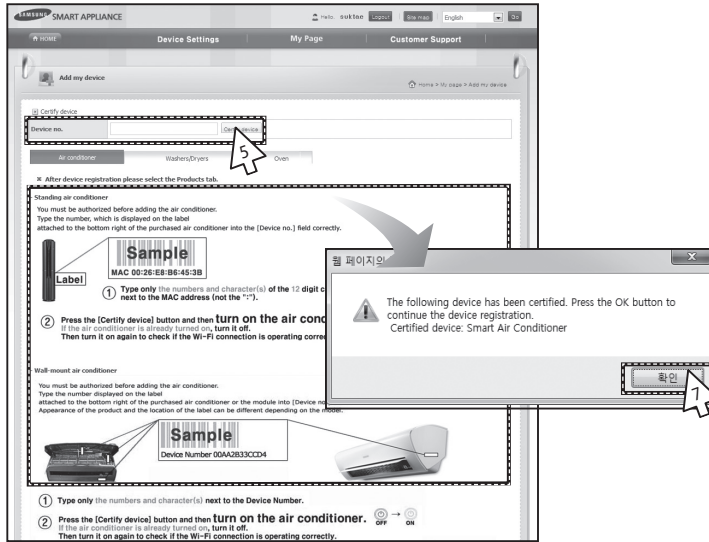 SAMSUNG SMART APPLIANCE
Hello suktne Logout Site map English Go
HOME Device Settings My Page Customer Support
Add my device
Home > My page > Add my device
Certify device
Device no. Certify device
5
Air conditioner Washers/Dryers Oven
※ After device registration please select the Products tab.
Standing air conditioner
You must be authorized before adding the air conditioner.
Type the number, which is displayed on the label
attached to the bottom right of the purchased air conditioner into the [Device no.] field correctly.
Label
Sample
MAC 00:26:E8:B6:45:3B
① Type only the numbers and character(s) of the 12 digit c
next to the MAC address (not the ":").
② Press the [Certify device] button and then turn on the air cond
If the air conditioner is already turned on, turn it off.
Then turn it on again to check if the Wi-Fi connection is operating corre
웹 페이지의
X
The following device has been certified. Press the OK button to
continue the device registration.
Certified device: Smart Air Conditioner
확인
7
Wall-mount air conditioner
You must be authorized before adding the air conditioner.
Type the number displayed on the label
attached to the bottom right of the purchased air conditioner or the module into [Device no
Appearance of the product and the location of the label can be different depending on the model.
Sample
Device Number 00AA2B33CCD4
① Type only the numbers and character(s) next to the Device Number.
② Press the [Certify device] button and then turn on the air conditioner.
OFF → ON
If the air conditioner is already turned on, turn it off.
Then turn it on again to check if the Wi-Fi connection is operating correctly.